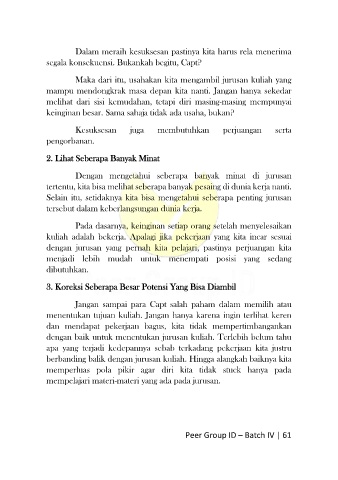 Dalam meraih kesuksesan pastinya kita harus rela menerima
segala konsekuensi. Bukankah begitu, Capt?
Maka dari itu, usahakan kita mengambil jurusan kuliah yang
mampu mendongkrak masa depan kita nanti. Jangan hanya sekedar
melihat dari sisi kemudahan, tetapi diri masing-masing mempunyai
keinginan besar. Sama sahaja tidak ada usaha, bukan?
Kesuksesan juga membutuhkan perjuangan serta
pengorbanan.
2. Lihat Seberapa Banyak Minat
Dengan mengetahui seberapa banyak minat di jurusan
tertentu, kita bisa melihat seberapa banyak pesaing di dunia kerja nanti.
Selain itu, setidaknya kita bisa mengetahui seberapa penting jurusan
tersebut dalam keberlangsungan dunia kerja.
Pada dasarnya, keinginan setiap orang setelah menyelesaikan
kuliah adalah bekerja. Apalagi jika pekerjaan yang kita incar sesuai
dengan jurusan yang pernah kita pelajari, pastinya perjuangan kita
menjadi lebih mudah untuk menempati posisi yang sedang
dibutuhkan.
3. Koreksi Seberapa Besar Potensi Yang Bisa Diambil
Jangan sampai para Capt salah paham dalam memilih atau
menentukan tujuan kuliah. Jangan hanya karena ingin terlihat keren
dan mendapat pekerjaan bagus, kita tidak mempertimbangankan
dengan baik untuk menentukan jurusan kuliah. Terlebih belum tahu
apa yang terjadi kedepannya sebab terkadang pekerjaan kita justru
berbanding balik dengan jurusan kuliah. Hingga alangkah baiknya kita
memperluas pola pikir agar diri kita tidak stuck hanya pada
mempelajari materi-materi yang ada pada jurusan.
Peer Group ID – Batch IV | 61